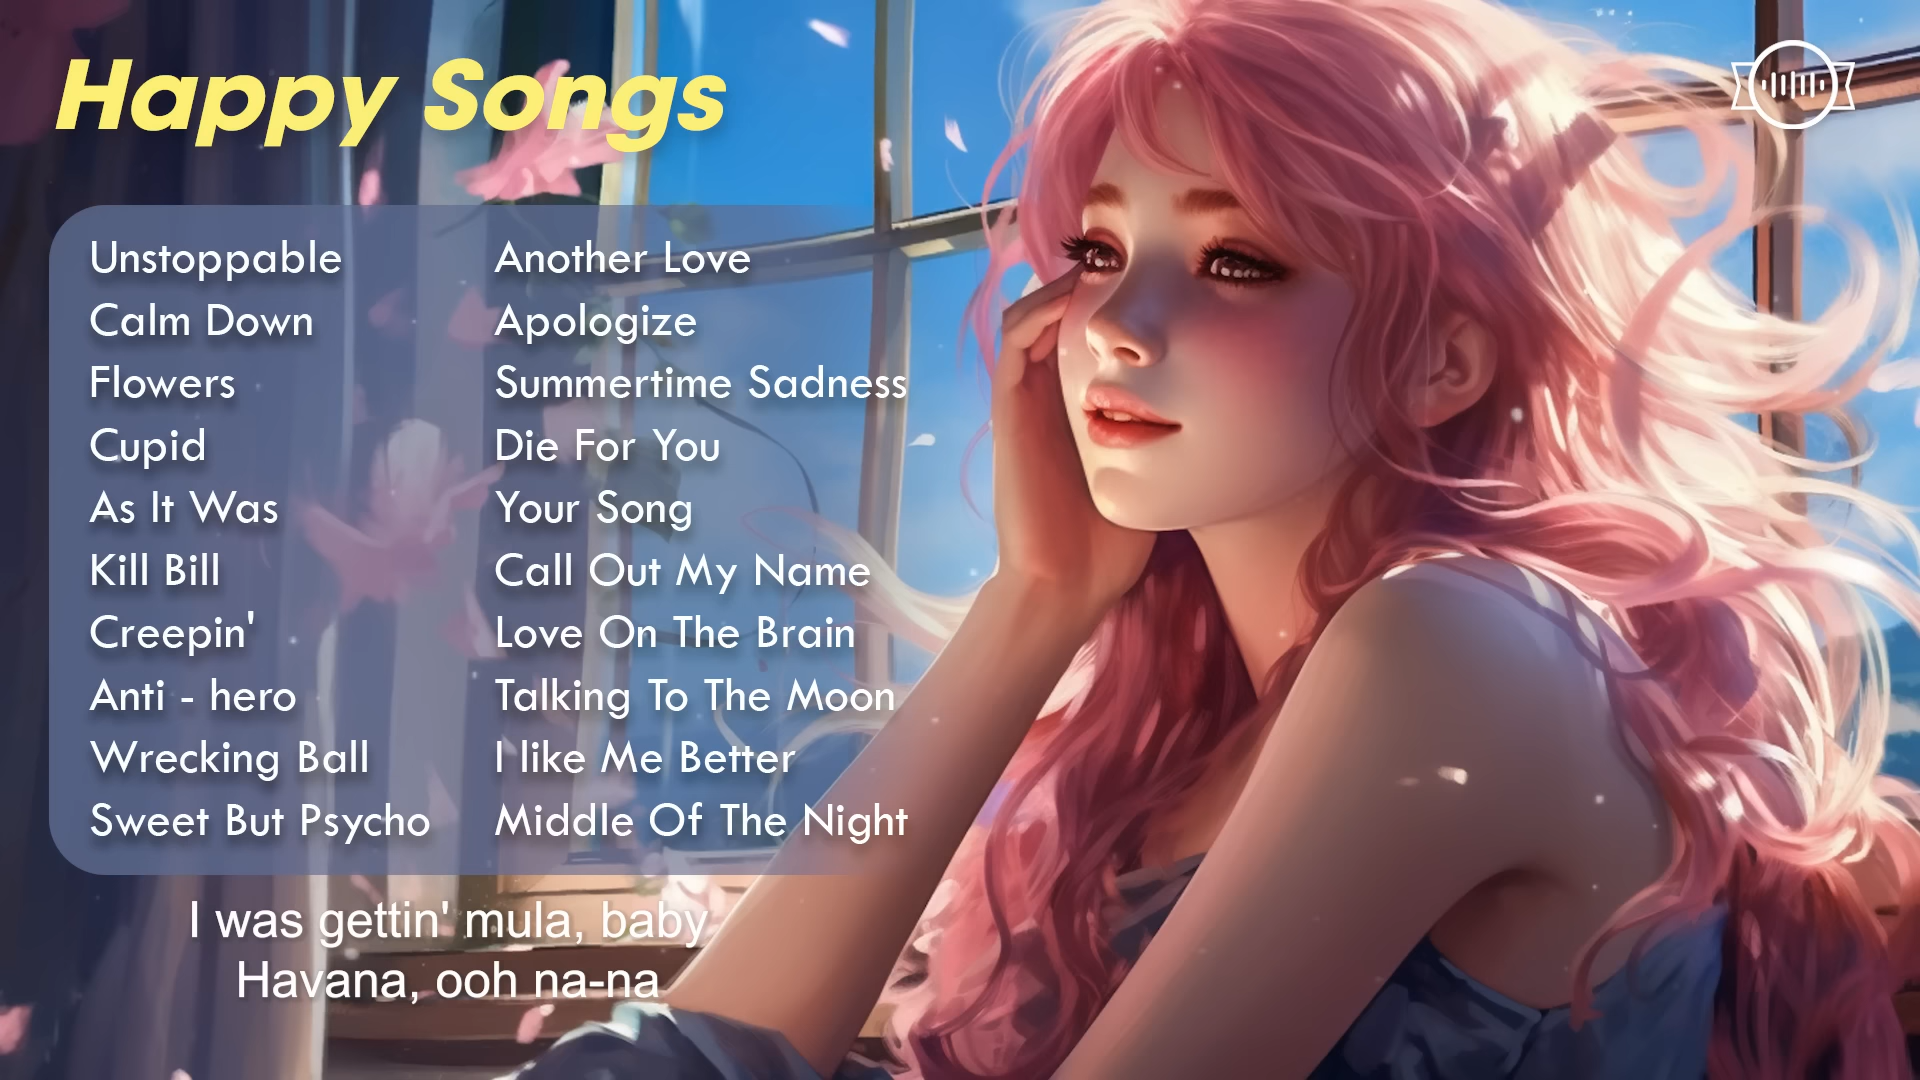 Happy Songs
Unstoppable
Calm Down
Flowers
Cupid
As It Was
Kill Bill
Creepin'
Anti - hero
Wrecking Ball
Sweet But Psycho
Another Love
Apologize
Summertime Sadness
Die For You
Your Song
Call Out My Name
Love On The Brain
Talking To The Moon
I like Me Better
Middle Of The Night
I was gettin' mula, baby
Havana, ooh na-na